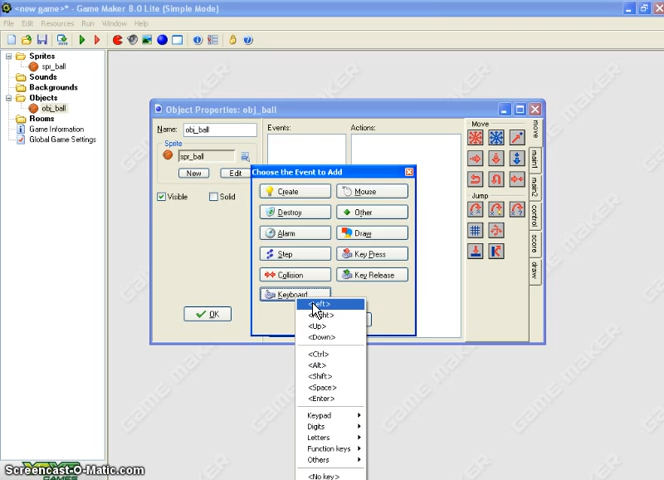 <new game>* - Game Maker 8.0 Lite (Simple Mode)
File Edit Resources Run Window Help
Sprites
spr_ball
Sounds
Backgrounds
Objects
obj_ball
Rooms
Game Information
Global Game Settings
Object Properties: obj_ball
Name: obj_ball
Sprite
spr_ball
New Edit
Visible Solid
OK
Events: Actions:
Choose the Event to Add
Create Mouse
Destroy Other
Alarm Draw
Step Key Press
Collision Key Release
Keyboard
<Left>
<Right>
<Up>
<Down>
<Ctrl>
<Alt>
<Shift>
<Space>
<Enter>
Keypad
Digits
Letters
Function keys
Others
<No key>
Move
Jump
move
main1
main2
control
score
draw
GAME MAKER
Screencast-O-Matic.com
GAMES